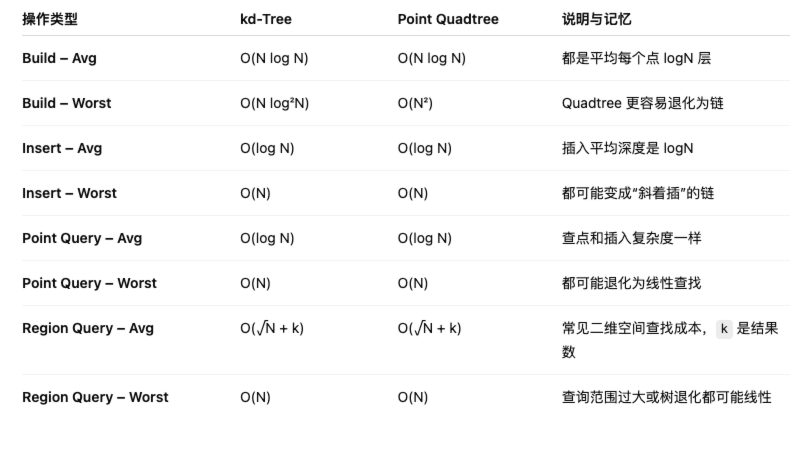 操作类型 kd-Tree Point Quadtree 说明与记忆
Build – Avg O(N log N) O(N log N) 都是平均每个点 logN 层
Build – Worst O(N log²N) O(N²) Quadtree 更容易退化为链
Insert – Avg O(log N) O(log N) 插入平均深度是 logN
Insert – Worst O(N) O(N) 都可能变成“斜着插”的链
Point Query – Avg O(log N) O(log N) 查点和插入复杂度一样
Point Query – Worst O(N) O(N) 都可能退化为线性查找
Region Query – Avg O(√N + k) O(√N + k) 常见二维空间查找成本， k 是结果
数
Region Query – Worst O(N) O(N) 查询范围过大或树退化都可能线性